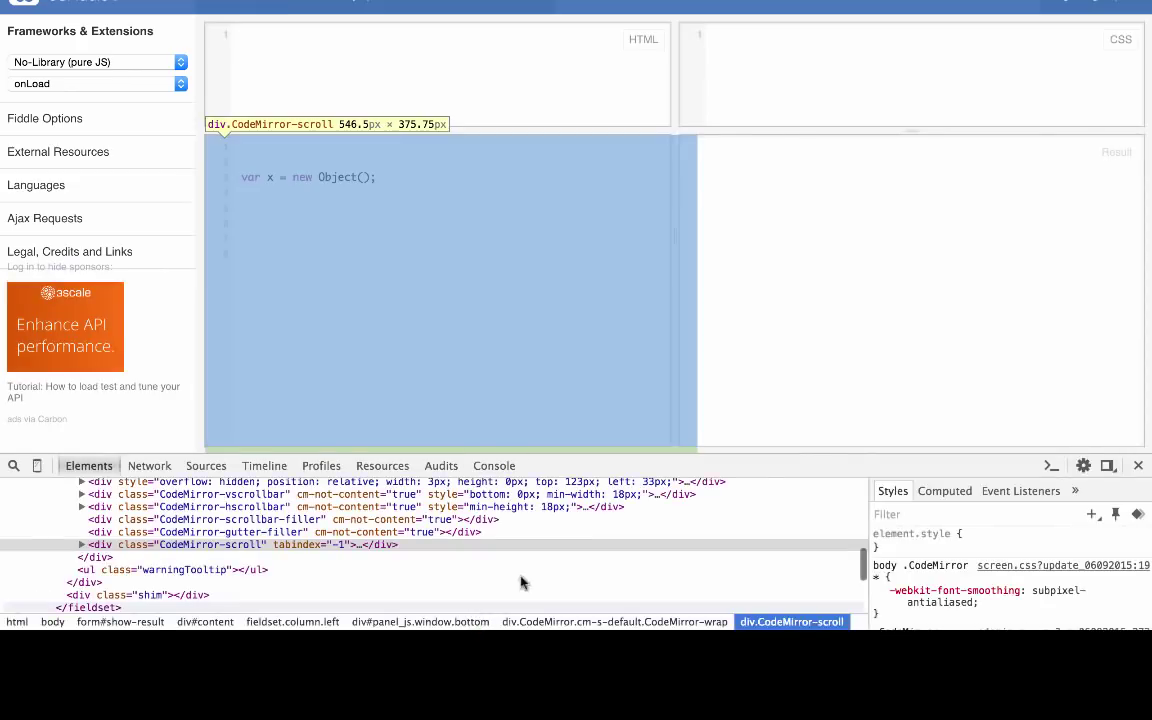 Frameworks & Extensions
No-Library (pure JS)
onLoad
Fiddle Options
External Resources
Languages
Ajax Requests
Legal, Credits and Links
Log in to hide sponsors:
3scale
Enhance API
performance.
Tutorial: How to load test and tune your
API
ads via Carbon
1
HTML
1
CSS
div.CodeMirror-scroll 546.5px × 375.75px
var x = new Object();
Result
Elements
Network
Sources
Timeline
Profiles
Resources
Audits
Console
<div style="overflow: hidden; position: relative; width: 3px; height: 0px; top: 123px; left: 33px;">…</div>
<div class="CodeMirror-vscrollbar" cm-not-content="true" style="bottom: 0px; min-width: 18px;">…</div>
<div class="CodeMirror-hscrollbar" cm-not-content="true" style="min-height: 18px;">…</div>
<div class="CodeMirror-scrollbar-filler" cm-not-content="true"></div>
<div class="CodeMirror-gutter-filler" cm-not-content="true"></div>
<div class="CodeMirror-scroll" tabindex="-1">…</div>
</div>
<ul class="warningTooltip"></ul>
</div>
<div class="shim"></div>
</fieldset>
html body form#show-result div#content fieldset.column.left div#panel_js.window.bottom div.CodeMirror.cm-s-default.CodeMirror-wrap div.CodeMirror-scroll
Styles
Computed
Event Listeners
»
Filter
element.style {
}
body .CodeMirror screen.css?update_06092015:19
* {
-webkit-font-smoothing: subpixel-
antialiased;
}